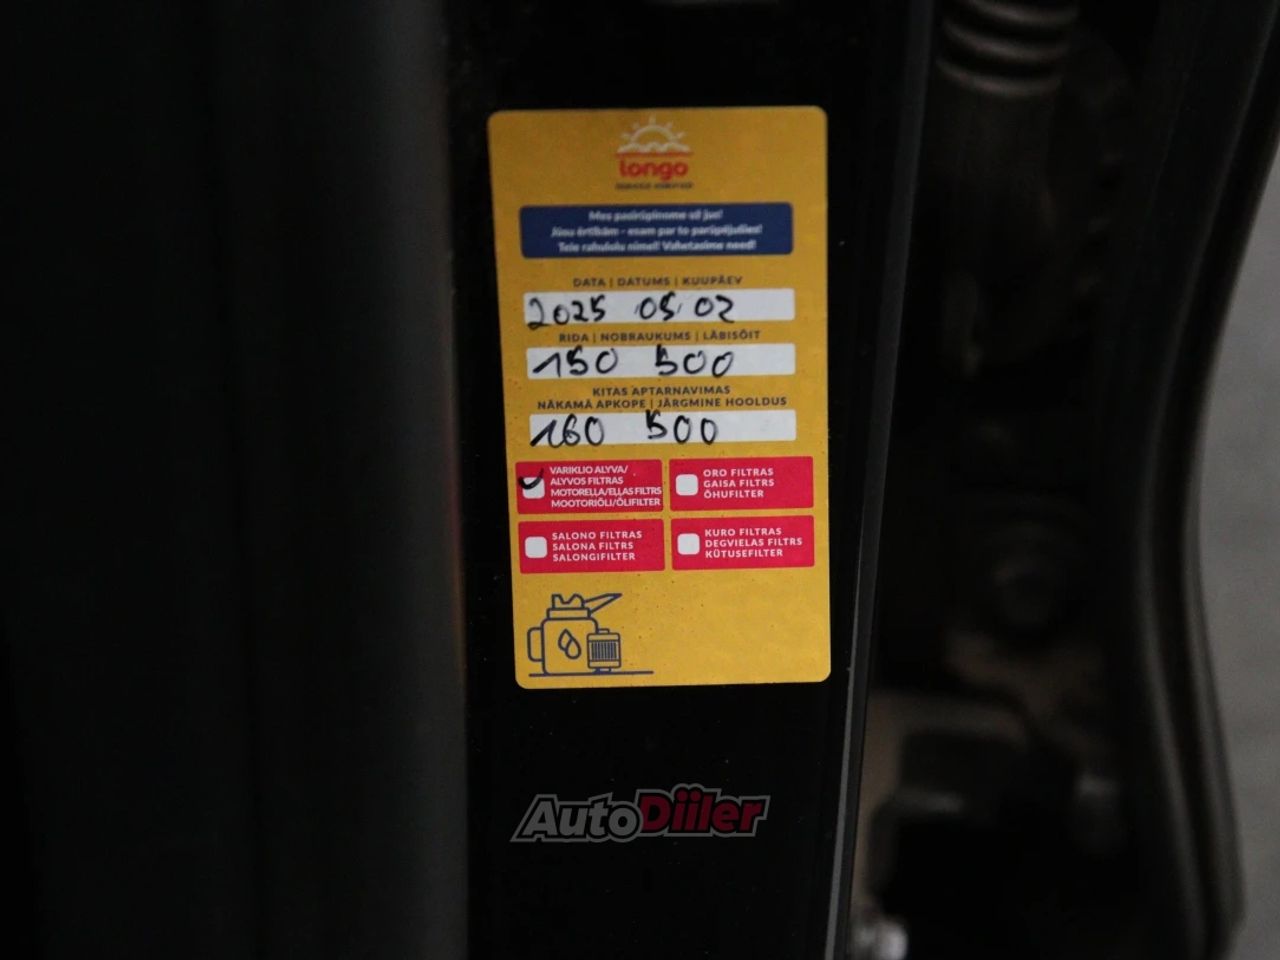 longo
Mes pasirūpinome už jus!
Jūsu ērtībām - esam par to parūpējušies!
Teie rahulolu nimel! Vahetasime need!
DATA | DATUMS | KUUPÄEV
2025 05 02
RIDA | NOBRAUKUMS | LÄBISÕIT
150 500
KITAS APTARNAVIMAS
NĀKAMĀ APKOPE | JÄRGMINE HOOLDUS
160 500
VARIKLIO ALYVA/
ALYVOS FILTRAS
MOTOREĻĻA/EĻĻAS FILTRS
MOOTORIÕLI/ÕLIFILTER
ORO FILTRAS
GAISA FILTRS
ÕHUFILTER
SALONO FILTRAS
SALONA FILTRS
SALONGIFILTER
KURO FILTRAS
DEGVIELAS FILTRS
KÜTUSEFILTER
AutoDiiler